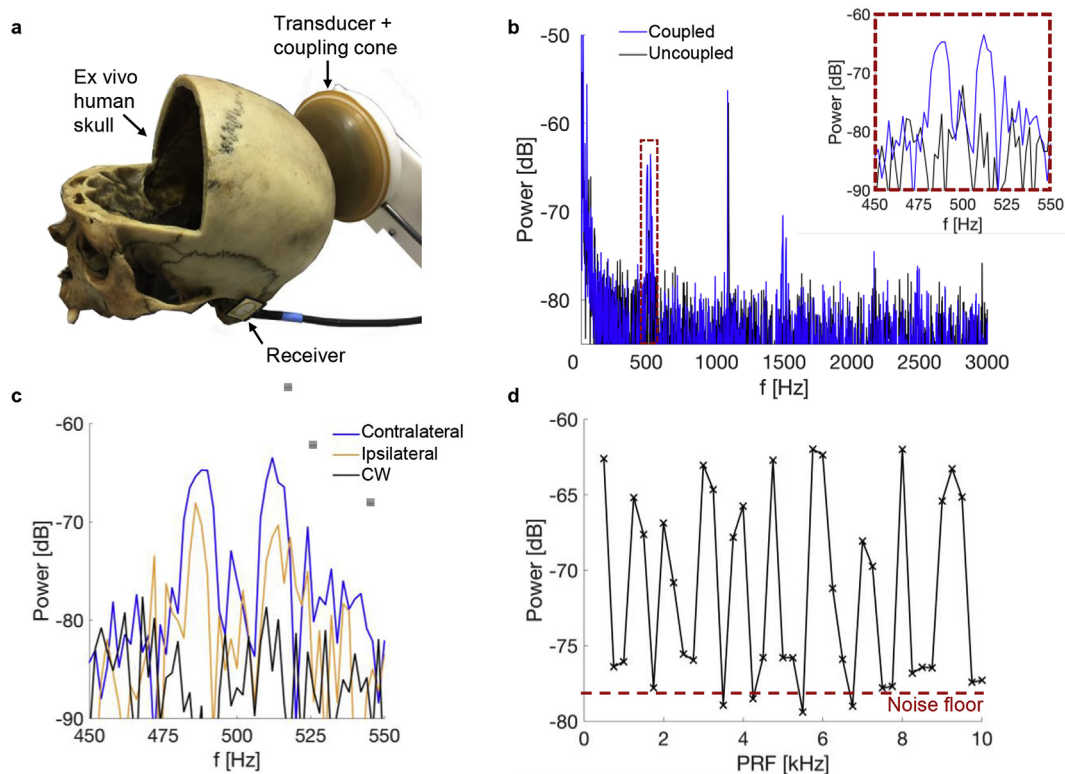 a
Transducer +
coupling cone
Ex vivo
human
skull
Receiver
b
Coupled
Uncoupled
-50
-60
-70
-80
Power [dB]
0 500 1000 1500 2000 2500 3000
f [Hz]
-60
-70
-80
-90
Power [dB]
450 475 500 525 550
f [Hz]
c
Contralateral
Ipsilateral
CW
-60
-70
-80
-90
Power [dB]
450 475 500 525 550
f [Hz]
d
-60
-65
-70
-75
-80
Power [dB]
Noise floor
0 2 4 6 8 10
PRF [kHz]